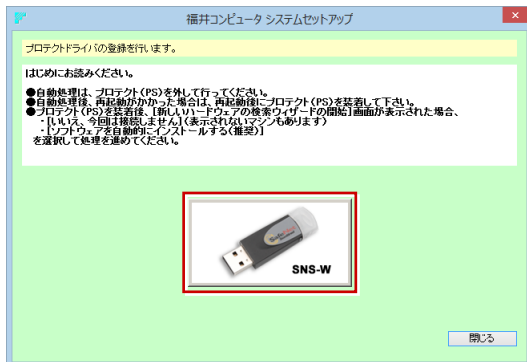 福井コンピュータ システムセットアップ
プロテクトドライバの登録を行います。
はじめにお読みください。
●自動処理は、プロテクト(PS)を外して行ってください。
●自動処理後、再起動がかかった場合は、再起動後にプロテクト(PS)を装着して下さい。
●プロテクト(PS)を装着後、[新しいハードウェアの検索ウィザードの開始]画面が表示された場合、
・[いいえ、今回は接続しません](表示されないマシンもあります)
・[ソフトウェアを自動的にインストールする(推奨)]
を選択して処理を進めてください。
SNS-W
閉じる